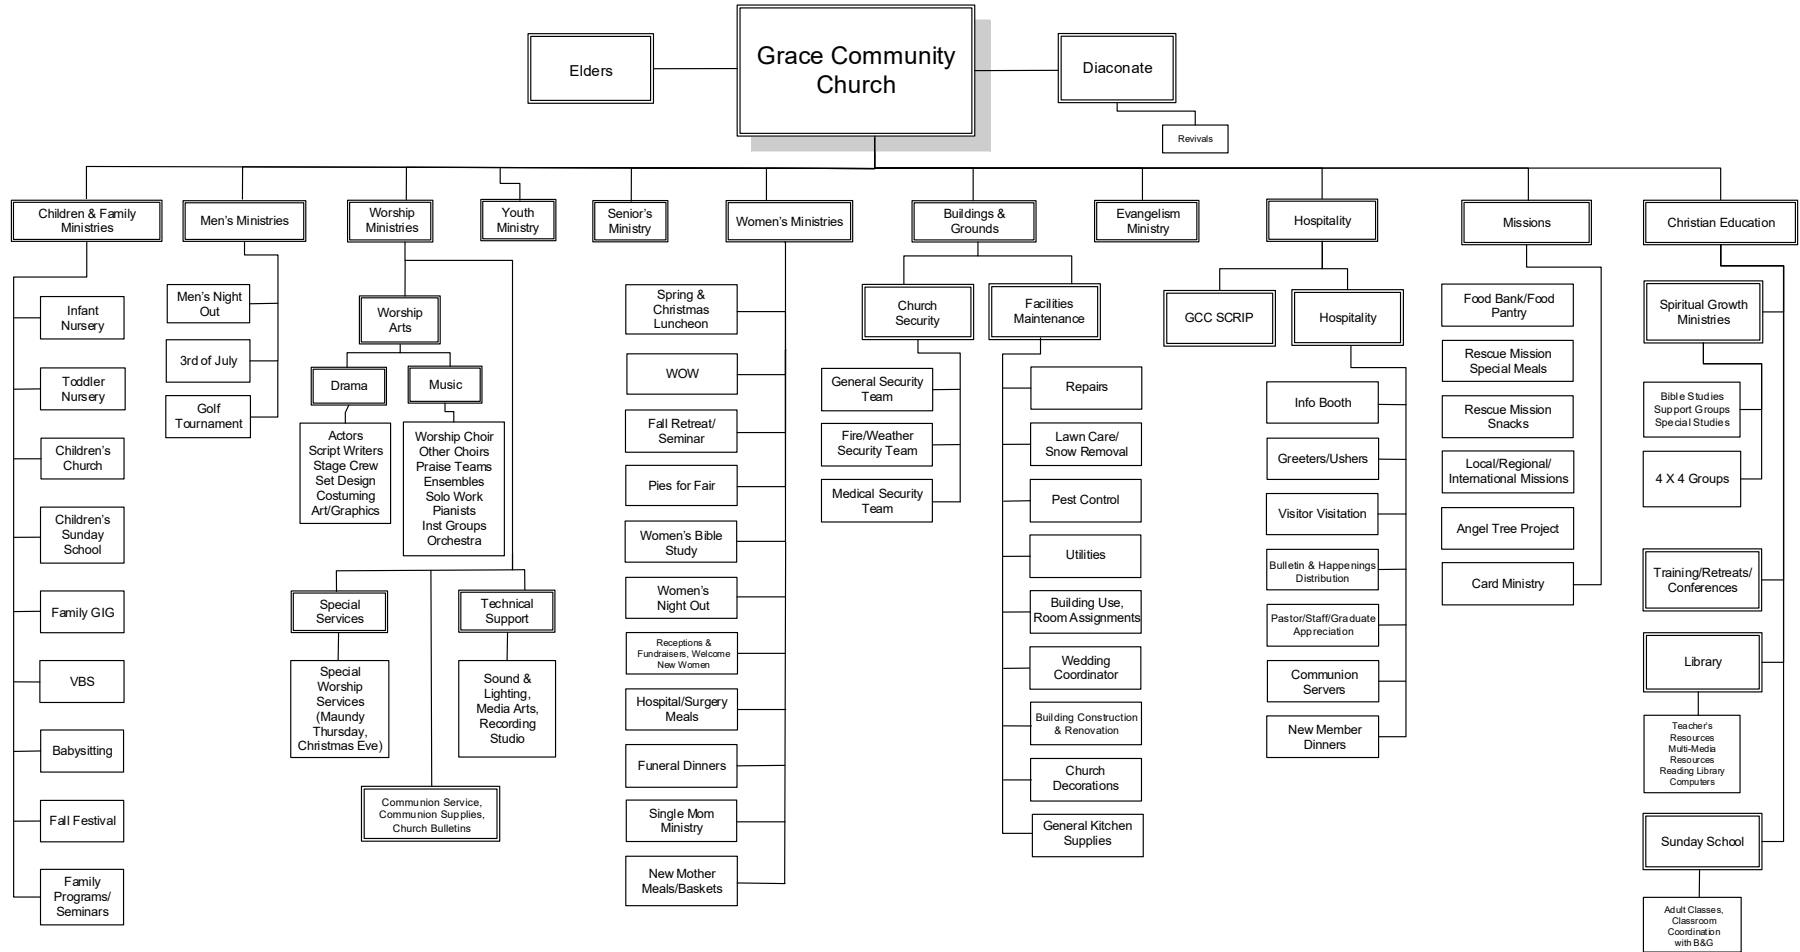 Grace Community
Church
Elders
Diaconate
Revivals
Children & Family
Ministries
Men's Ministries
Worship
Ministries
Youth
Ministry
Senior's
Ministry
Women's Ministries
Buildings &
Grounds
Evangelism
Ministry
Hospitality
Missions
Christian Education
Infant
Nursery
Toddler
Nursery
Children's
Church
Children's
Sunday
School
Family GIG
VBS
Babysitting
Fall Festival
Family
Programs/
Seminars
Men's Night
Out
3rd of July
Golf
Tournament
Worship
Arts
Drama
Music
Actors
Script Writers
Stage Crew
Set Design
Costuming
Art/Graphics
Worship Choir
Other Choirs
Praise Teams
Ensembles
Solo Work
Pianists
Inst Groups
Orchestra
Special
Services
Technical
Support
Special
Worship
Services
(Maundy
Thursday,
Christmas Eve)
Sound &
Lighting,
Media Arts,
Recording
Studio
Communion Service,
Communion Supplies,
Church Bulletins
Spring &
Christmas
Luncheon
WOW
Fall Retreat/
Seminar
Pies for Fair
Women's Bible
Study
Women's
Night Out
Receptions &
Fundraisers, Welcome
New Women
Hospital/Surgery
Meals
Funeral Dinners
Single Mom
Ministry
New Mother
Meals/Baskets
Church
Security
Facilities
Maintenance
General Security
Team
Fire/Weather
Security Team
Medical Security
Team
Repairs
Lawn Care/
Snow Removal
Pest Control
Utilities
Building Use,
Room Assignments
Wedding
Coordinator
Building Construction
& Renovation
Church
Decorations
General Kitchen
Supplies
GCC SCRIP
Hospitality
Info Booth
Greeters/Ushers
Visitor Visitation
Bulletin & Happenings
Distribution
Pastor/Staff/Graduate
Appreciation
Communion
Servers
New Member
Dinners
Food Bank/Food
Pantry
Rescue Mission
Special Meals
Rescue Mission
Snacks
Local/Regional/
International Missions
Angel Tree Project
Card Ministry
Spiritual Growth
Ministries
Bible Studies
Support Groups
Special Studies
4 X 4 Groups
Training/Retreats/
Conferences
Library
Teacher's
Resources
Multi-Media
Resources
Reading Library
Computers
Sunday School
Adult Classes,
Classroom
Coordination
with B&G